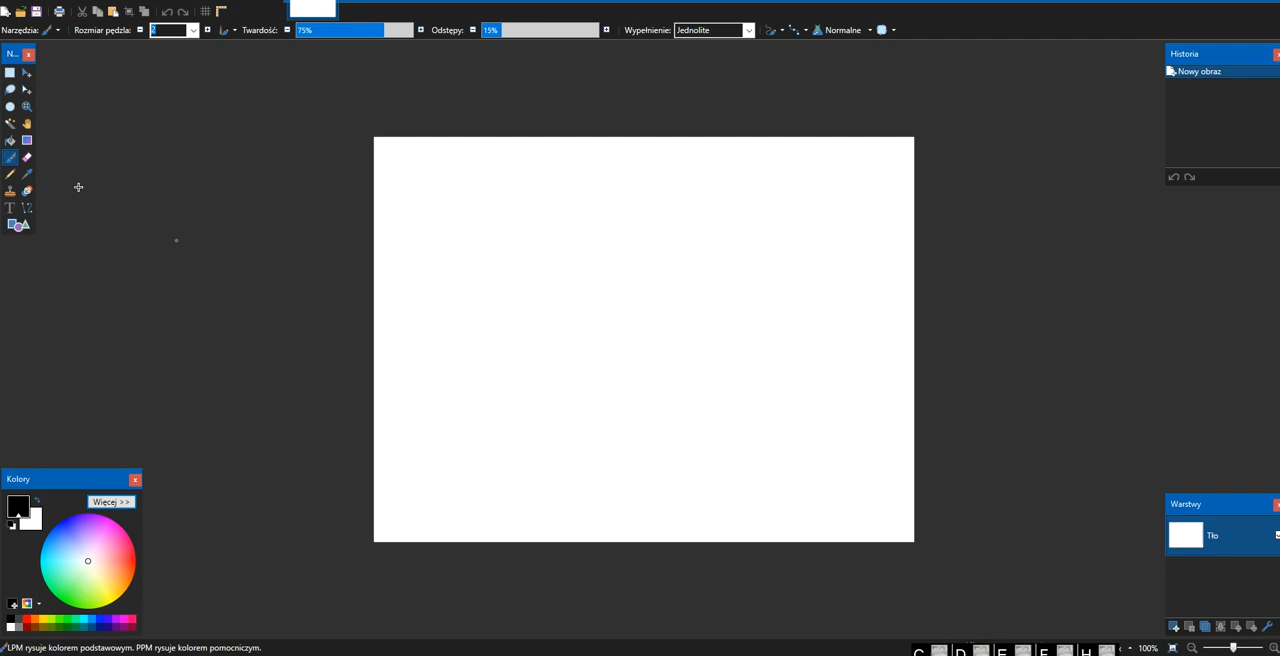 Narzędzia: Rozmiar pędzla: 2 Twardość: 75% Odstępy: 15% Wypełnienie: Jednolite Normalne
N...
Historia
Nowy obraz
Kolory
Więcej >>
Warstwy
Tło
LPM rysuje kolorem podstawowym. PPM rysuje kolorem pomocniczym.
C D E F H 100%